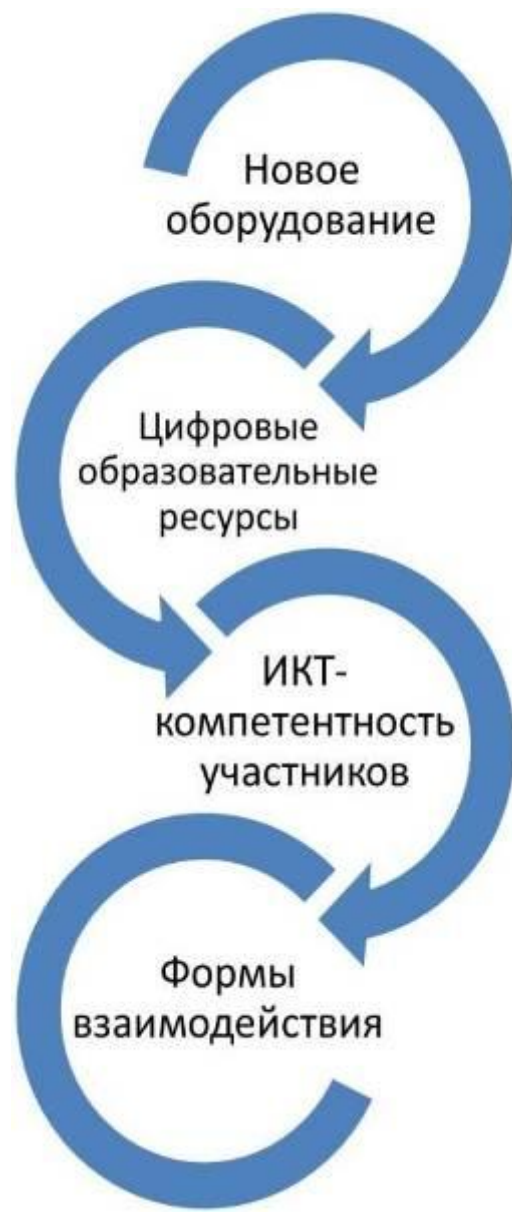 Новое
оборудование
Цифровые
образовательные
ресурсы
ИКТ-
компетентность
участников
Формы
взаимодействия